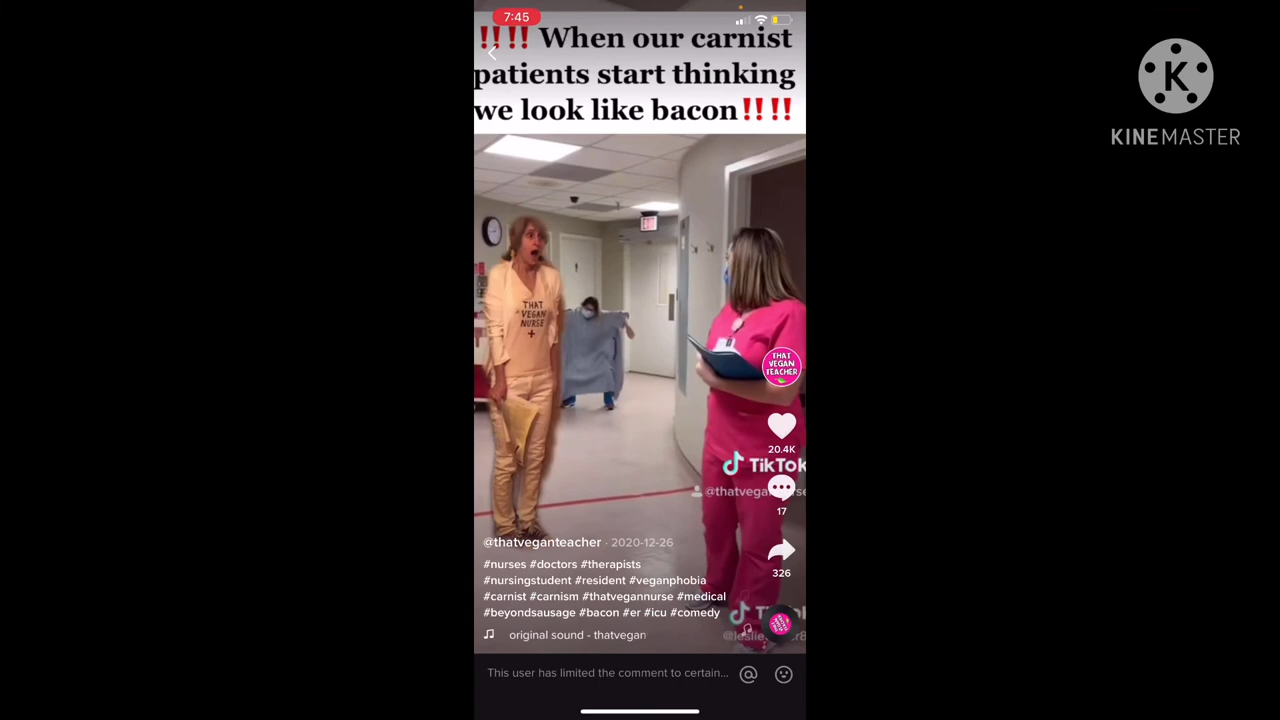 7:45
‼‼ When our carnist
patients start thinking
we look like bacon‼‼
KINEMASTER
THAT
VEGAN
NURSE
THAT
VEGAN
TEACHER
20.4K
TikTok
17
@thatveganteacher · 2020-12-26
326
#nurses #doctors #therapists
#nursingstudent #resident #veganphobia
#carnist #carnism #thatvegannurse #medical
#beyondsausage #bacon #er #icu #comedy
original sound - thatvegan
This user has limited the comment to certain...